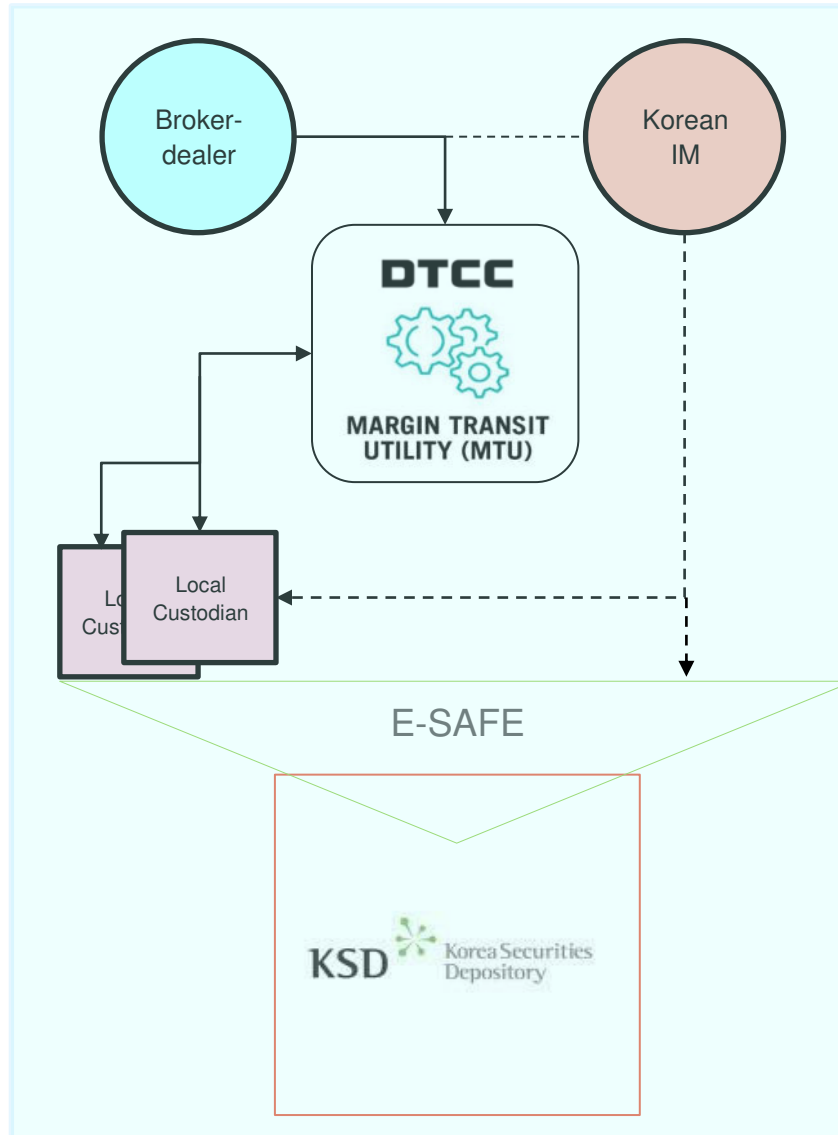 Broker-
dealer
Korean
IM
DTCC
MARGIN TRANSIT
UTILITY (MTU)
Local
Custodian
E-SAFE
KSD Korea Securities
Depository